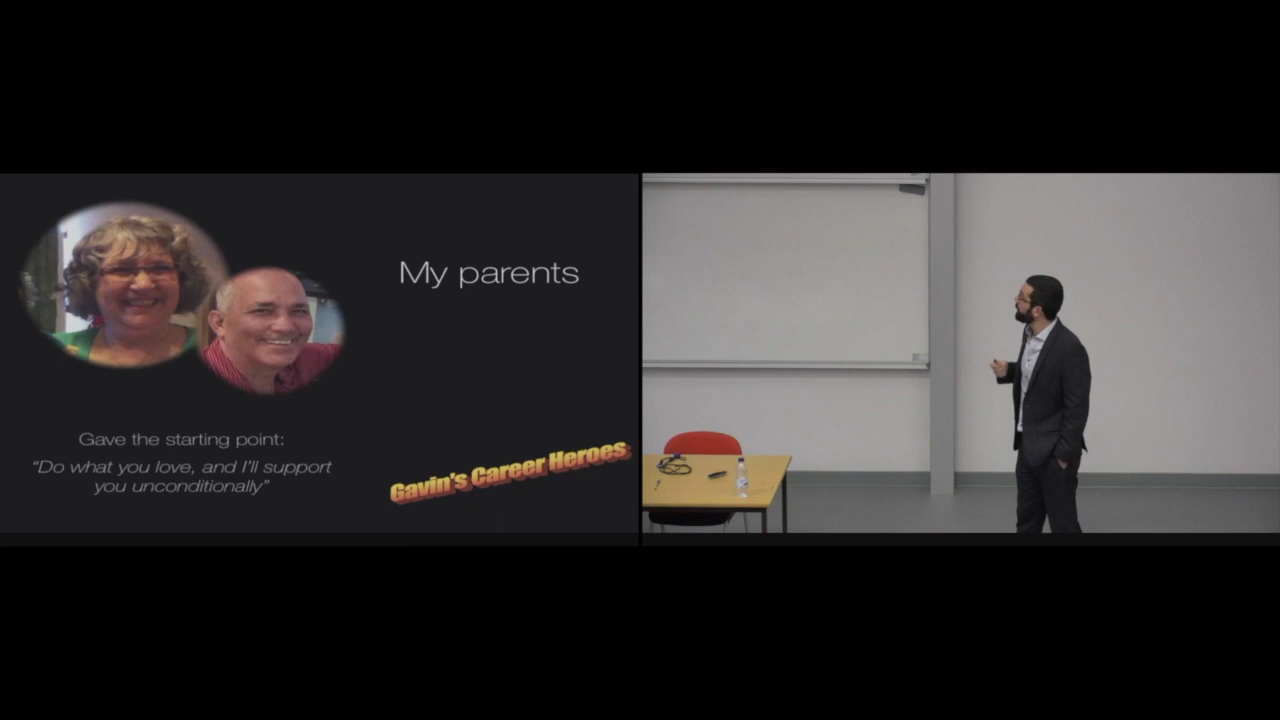 My parents
Gave the starting point:
“Do what you love, and I’ll support
you unconditionally”
Gavin's Career Heroes